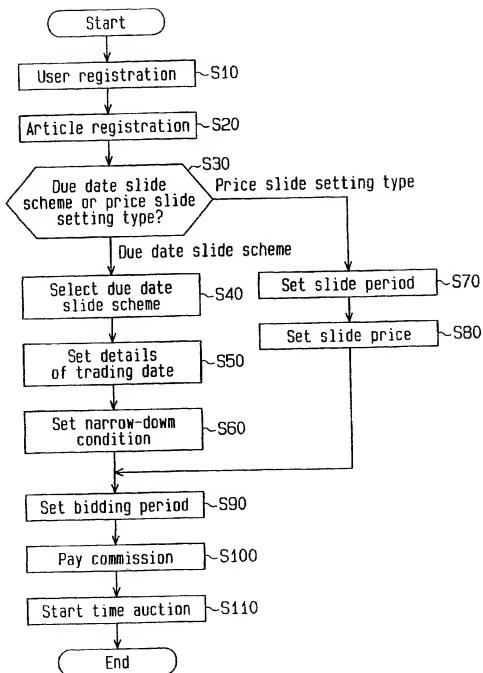 Start
User registration
S10
Article registration
S20
S30
Due date slide
scheme or price slide
setting type?
Price slide setting type
Due date slide scheme
Select due date
slide scheme
S40
Set slide period
S70
Set slide price
S80
Set details
of trading date
S50
Set narrow-dowm
condition
S60
Set bidding period
S90
Pay commission
S100
Start time auction
S110
End